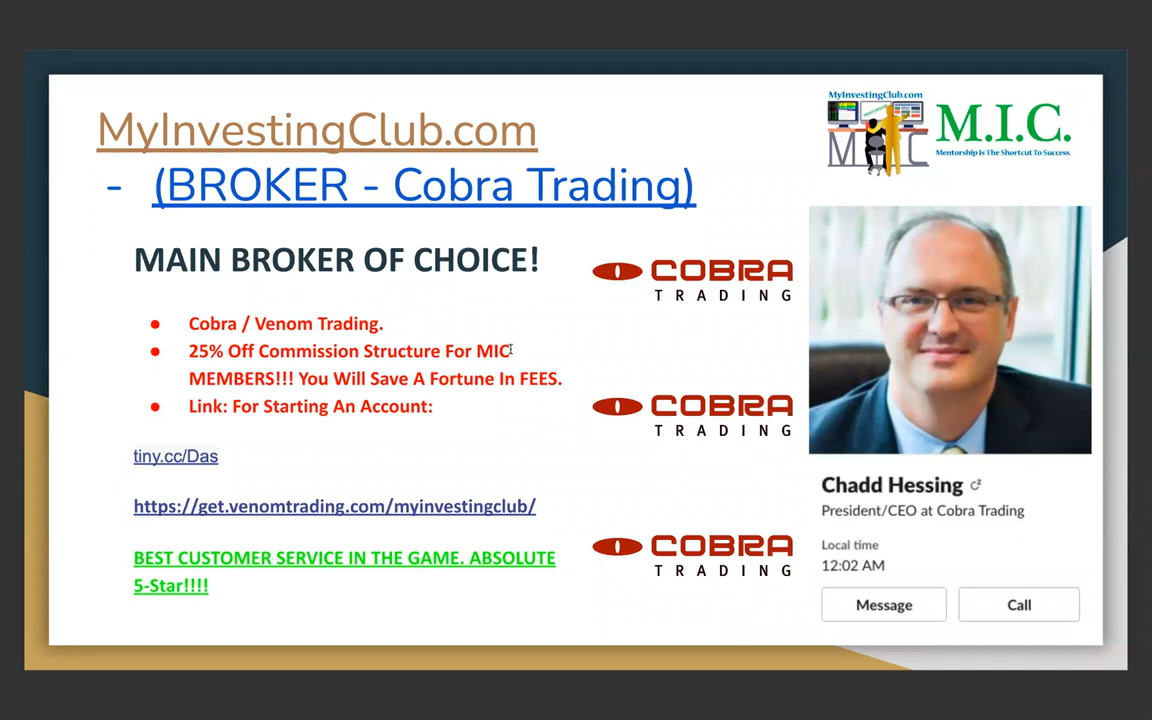 MyInvestingClub.com
- (BROKER - Cobra Trading)
MyInvestingClub.com
MIC
M.I.C.
Mentorship Is The Shortcut To Success.
MAIN BROKER OF CHOICE!
● Cobra / Venom Trading.
● 25% Off Commission Structure For MIC
MEMBERS!!! You Will Save A Fortune In FEES.
● Link: For Starting An Account:
tiny.cc/Das
https://get.venomtrading.com/myinvestingclub/
BEST CUSTOMER SERVICE IN THE GAME. ABSOLUTE
5-Star!!!!
COBRA
TRADING
COBRA
TRADING
COBRA
TRADING
Chadd Hessing
President/CEO at Cobra Trading
Local time
12:02 AM
Message
Call